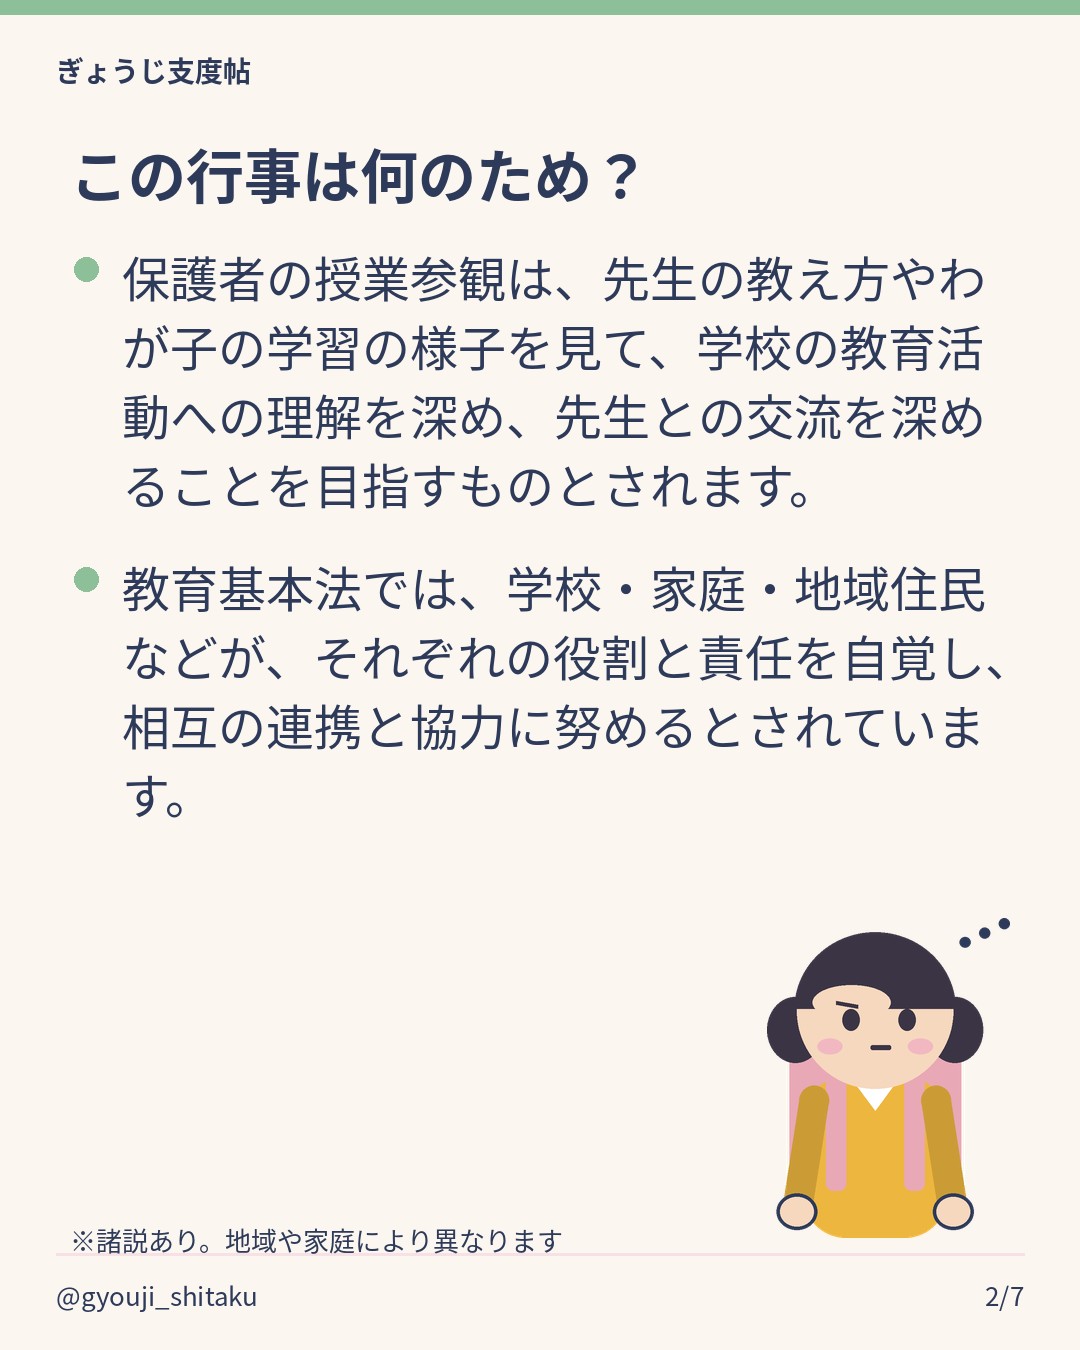 ぎょうじ支度帖
この行事は何のため？
保護者の授業参観は、先生の教え方やわ
が子の学習の様子を見て、学校の教育活
動への理解を深め、先生との交流を深め
ることを目指すものとされます。
教育基本法では、学校・家庭・地域住民
などが、それぞれの役割と責任を自覚し、
相互の連携と協力に努めるとされていま
す。
※諸説あり。地域や家庭により異なります
@gyouji_shitaku
2/7